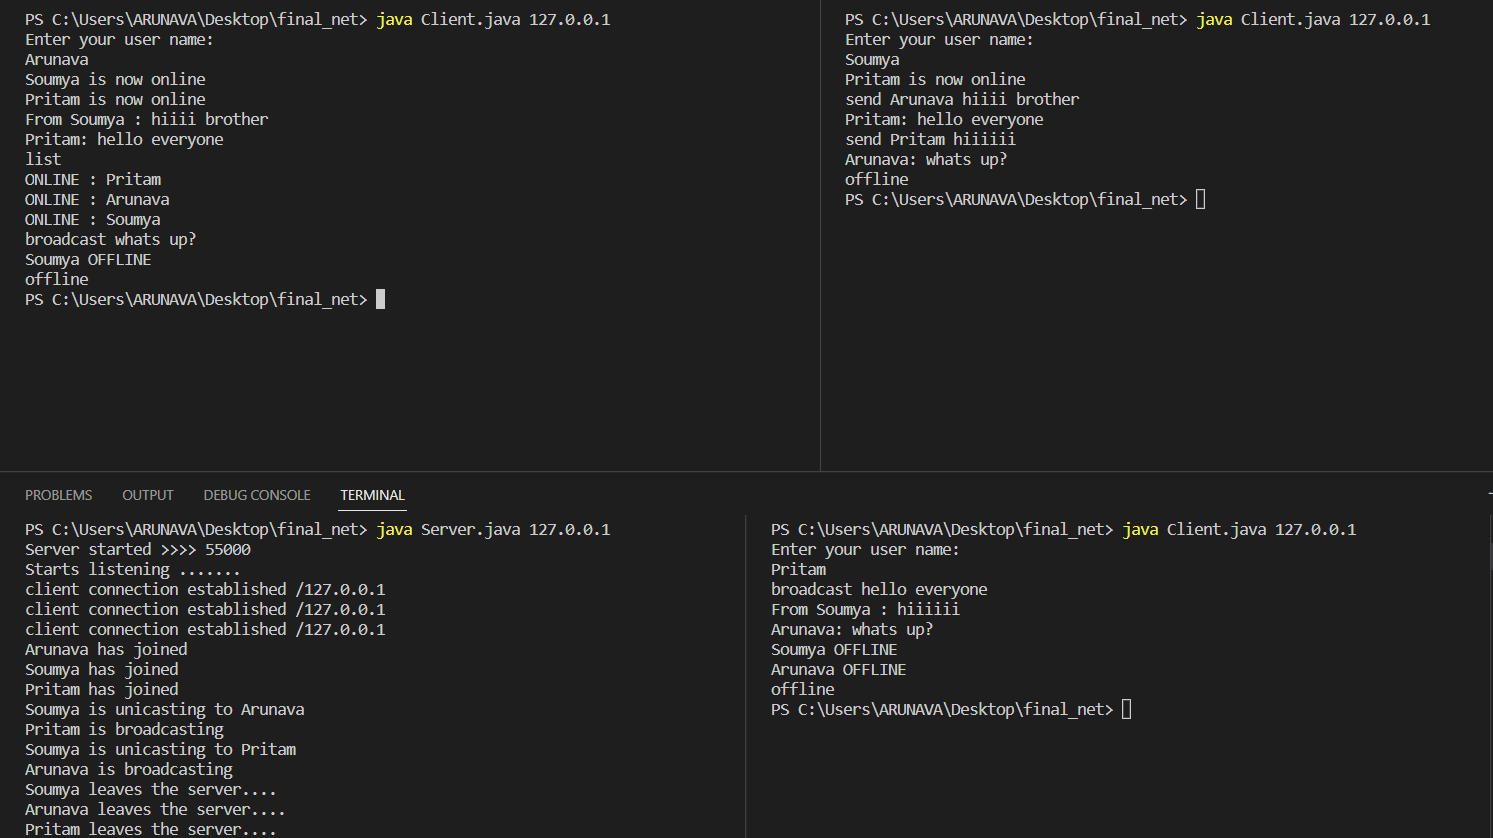 PS C:\Users\ARUNAVA\Desktop\final_net> java Client.java 127.0.0.1
Enter your user name:
Arunava
Soumya is now online
Pritam is now online
From Soumya : hiiii brother
Pritam: hello everyone
list
ONLINE : Pritam
ONLINE : Arunava
ONLINE : Soumya
broadcast whats up?
Soumya OFFLINE
offline
PS C:\Users\ARUNAVA\Desktop\final_net>
PS C:\Users\ARUNAVA\Desktop\final_net> java Client.java 127.0.0.1
Enter your user name:
Soumya
Pritam is now online
send Arunava hiiii brother
Pritam: hello everyone
send Pritam hiiiiii
Arunava: whats up?
offline
PS C:\Users\ARUNAVA\Desktop\final_net>
PROBLEMS OUTPUT DEBUG CONSOLE TERMINAL
PS C:\Users\ARUNAVA\Desktop\final_net> java Server.java 127.0.0.1
Server started >>>> 55000
Starts listening .......
client connection established /127.0.0.1
client connection established /127.0.0.1
client connection established /127.0.0.1
Arunava has joined
Soumya has joined
Pritam has joined
Soumya is unicasting to Arunava
Pritam is broadcasting
Soumya is unicasting to Pritam
Arunava is broadcasting
Soumya leaves the server....
Arunava leaves the server....
Pritam leaves the server....
PS C:\Users\ARUNAVA\Desktop\final_net> java Client.java 127.0.0.1
Enter your user name:
Pritam
broadcast hello everyone
From Soumya : hiiiiii
Arunava: whats up?
Soumya OFFLINE
Arunava OFFLINE
offline
PS C:\Users\ARUNAVA\Desktop\final_net>